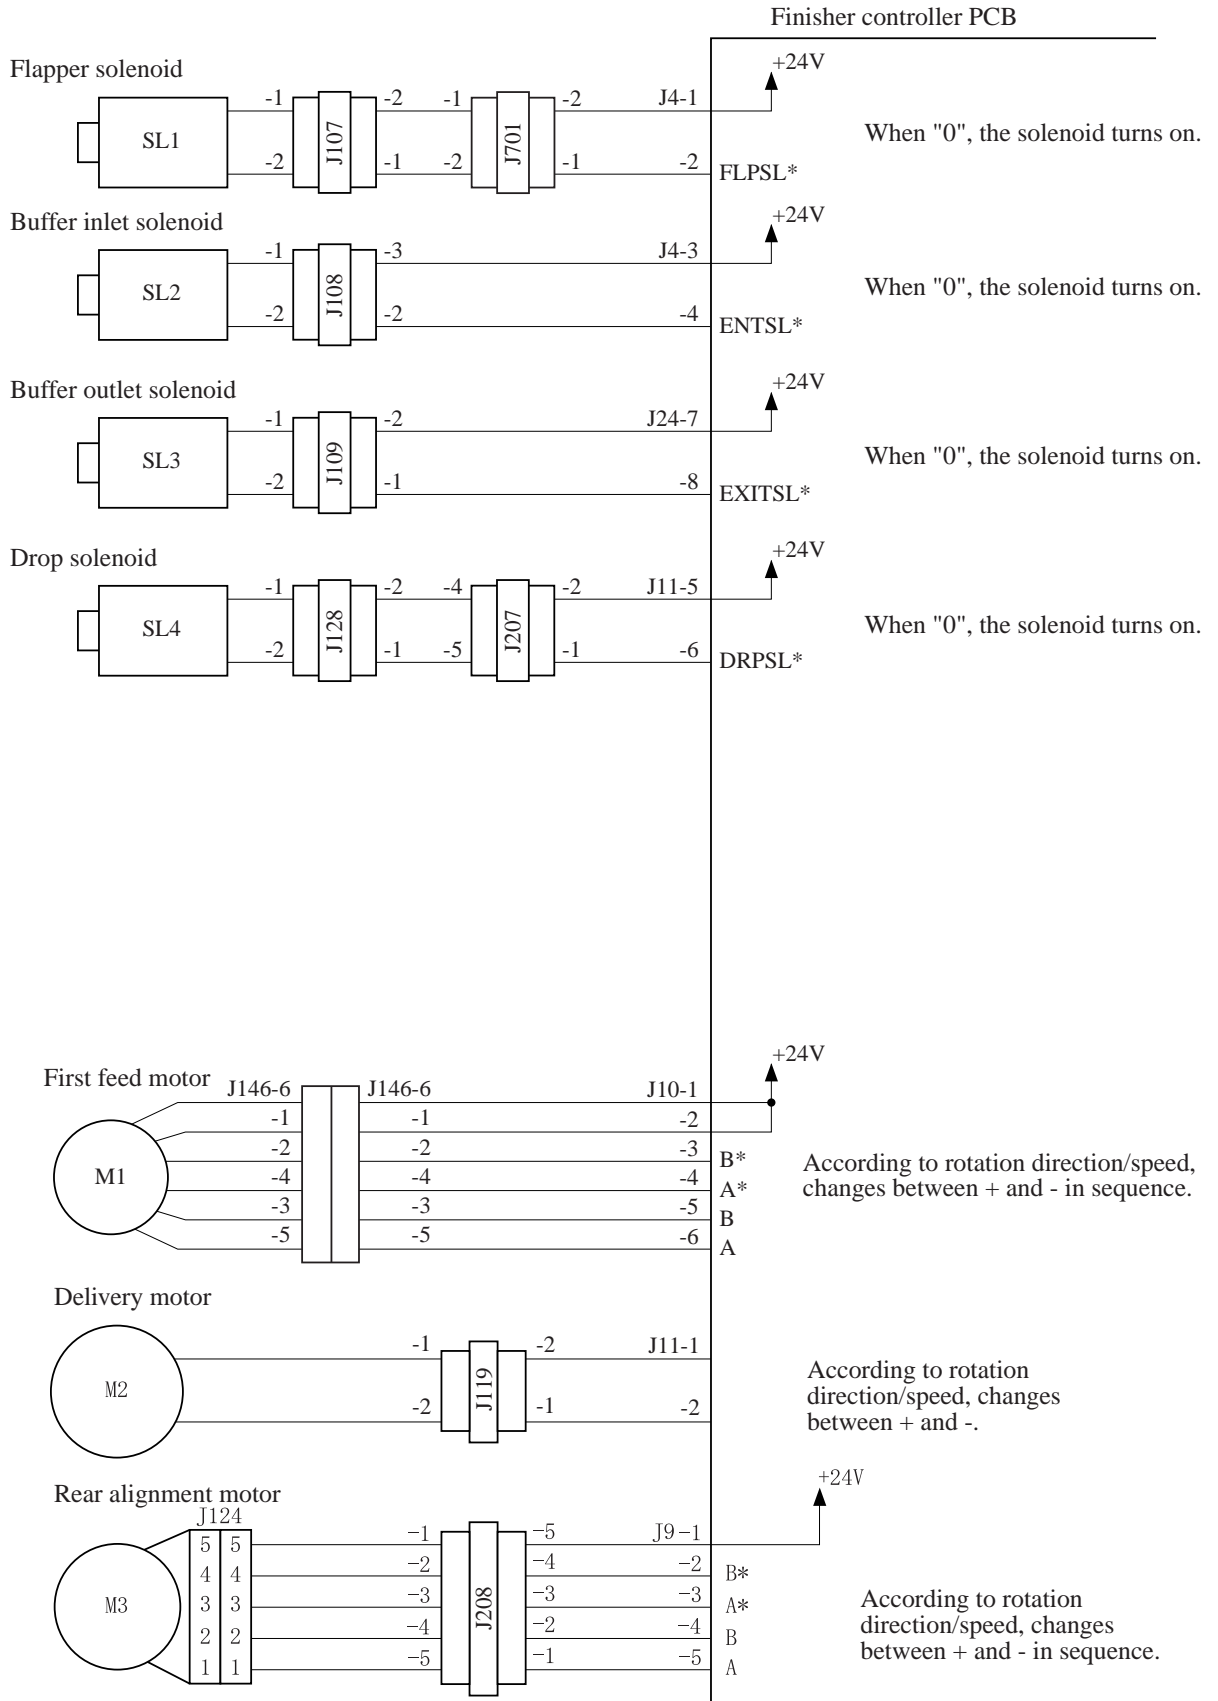 Finisher controller PCB
Flapper solenoid
+24V
-1 -2 -1 -2 J4-1
SL1 J107 J701
When "0", the solenoid turns on.
-2 -1 -2 -1 -2
FLPSL*
Buffer inlet solenoid
+24V
-1 -3 J4-3
SL2 J108
When "0", the solenoid turns on.
-2 -2 -4
ENTSL*
Buffer outlet solenoid
+24V
-1 -2 J24-7
SL3 J109
When "0", the solenoid turns on.
-2 -1 -8
EXITSL*
Drop solenoid
+24V
-1 -2 -4 -2 J11-5
SL4 J128 J207
When "0", the solenoid turns on.
-2 -1 -5 -1 -6
DRPSL*
+24V
First feed motor
J146-6 J146-6 J10-1
-1 -1 -2
-2 -2 -3 B*
M1
-4 -4 -4 A*
-3 -3 -5 B
-5 -5 -6 A
According to rotation direction/speed,
changes between + and - in sequence.
Delivery motor
-1 -2 J11-1
M2 J119
-2 -1 -2
According to rotation
direction/speed, changes
between + and -.
+24V
Rear alignment motor
J124
5 5 -1 -5 J9-1
4 4 -2 -4 -2 B*
M3 3 3 -3 J208 -3 -3 A*
2 2 -4 -2 -4 B
1 1 -5 -1 -5 A
According to rotation
direction/speed, changes
between + and - in sequence.